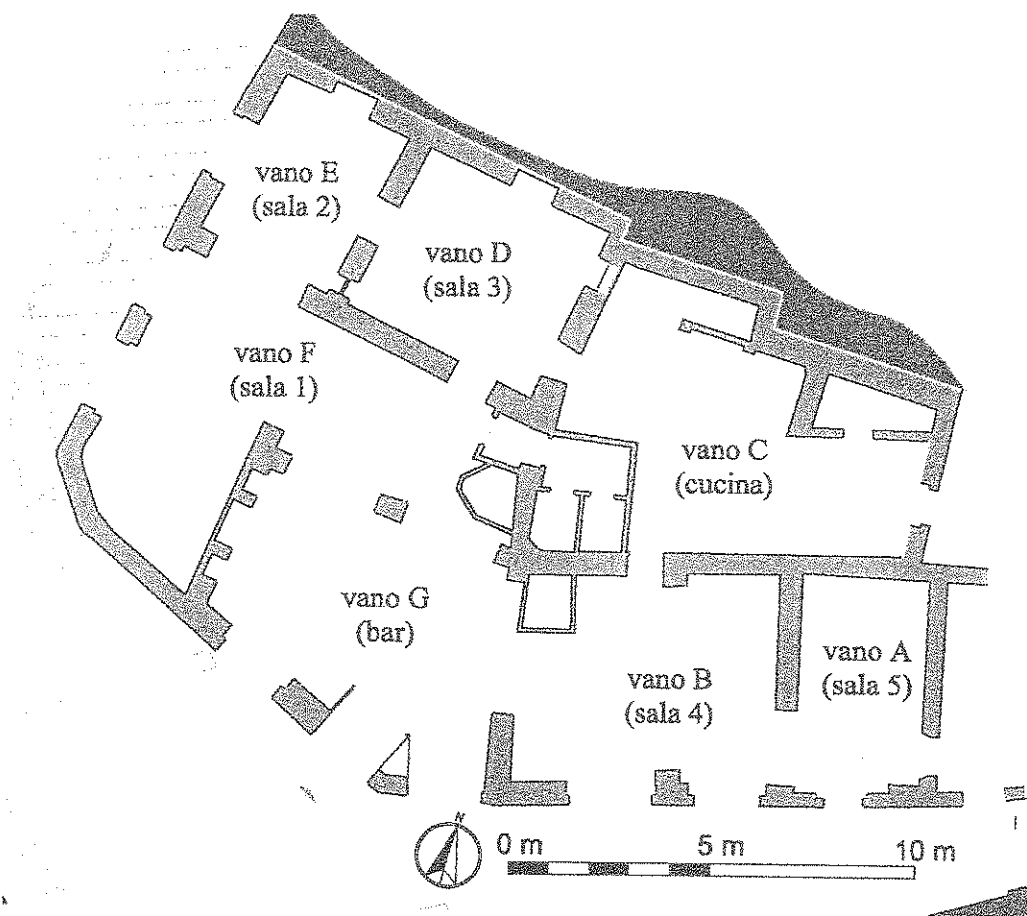 vano E
(sala 2)
vano D
(sala 3)
vano F
(sala 1)
vano C
(cucina)
vano G
(bar)
vano B
(sala 4)
vano A
(sala 5)
N
0 m
5 m
10 m